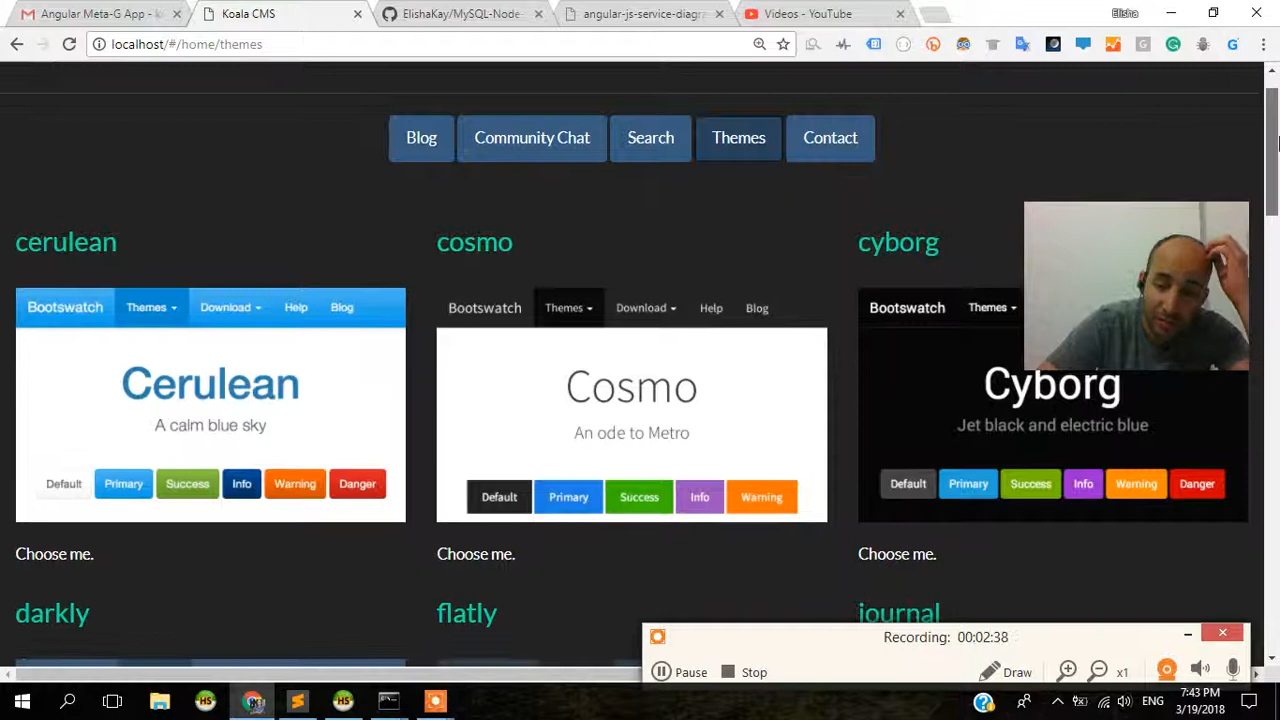 Angular Meta-G App -
Koala CMS
ElishaKay/MySQL-Node-
angular-js-service-diagra
Videos - YouTube
Elisha
localhost/#/home/themes
Blog
Community Chat
Search
Themes
Contact
cerulean
cosmo
cyborg
Bootswatch Themes Download Help Blog
Bootswatch Themes Download Help Blog
Bootswatch Themes
Cerulean
A calm blue sky
Default Primary Success Info Warning Danger
Cosmo
An ode to Metro
Default Primary Success Info Warning
Cyborg
Jet black and electric blue
Default Primary Success Info Warning Danger
Choose me.
Choose me.
Choose me.
darkly
flatly
journal
Recording: 00:02:38
Pause Stop
Draw
x1
HS
HS
ENG
7:43 PM
3/19/2018